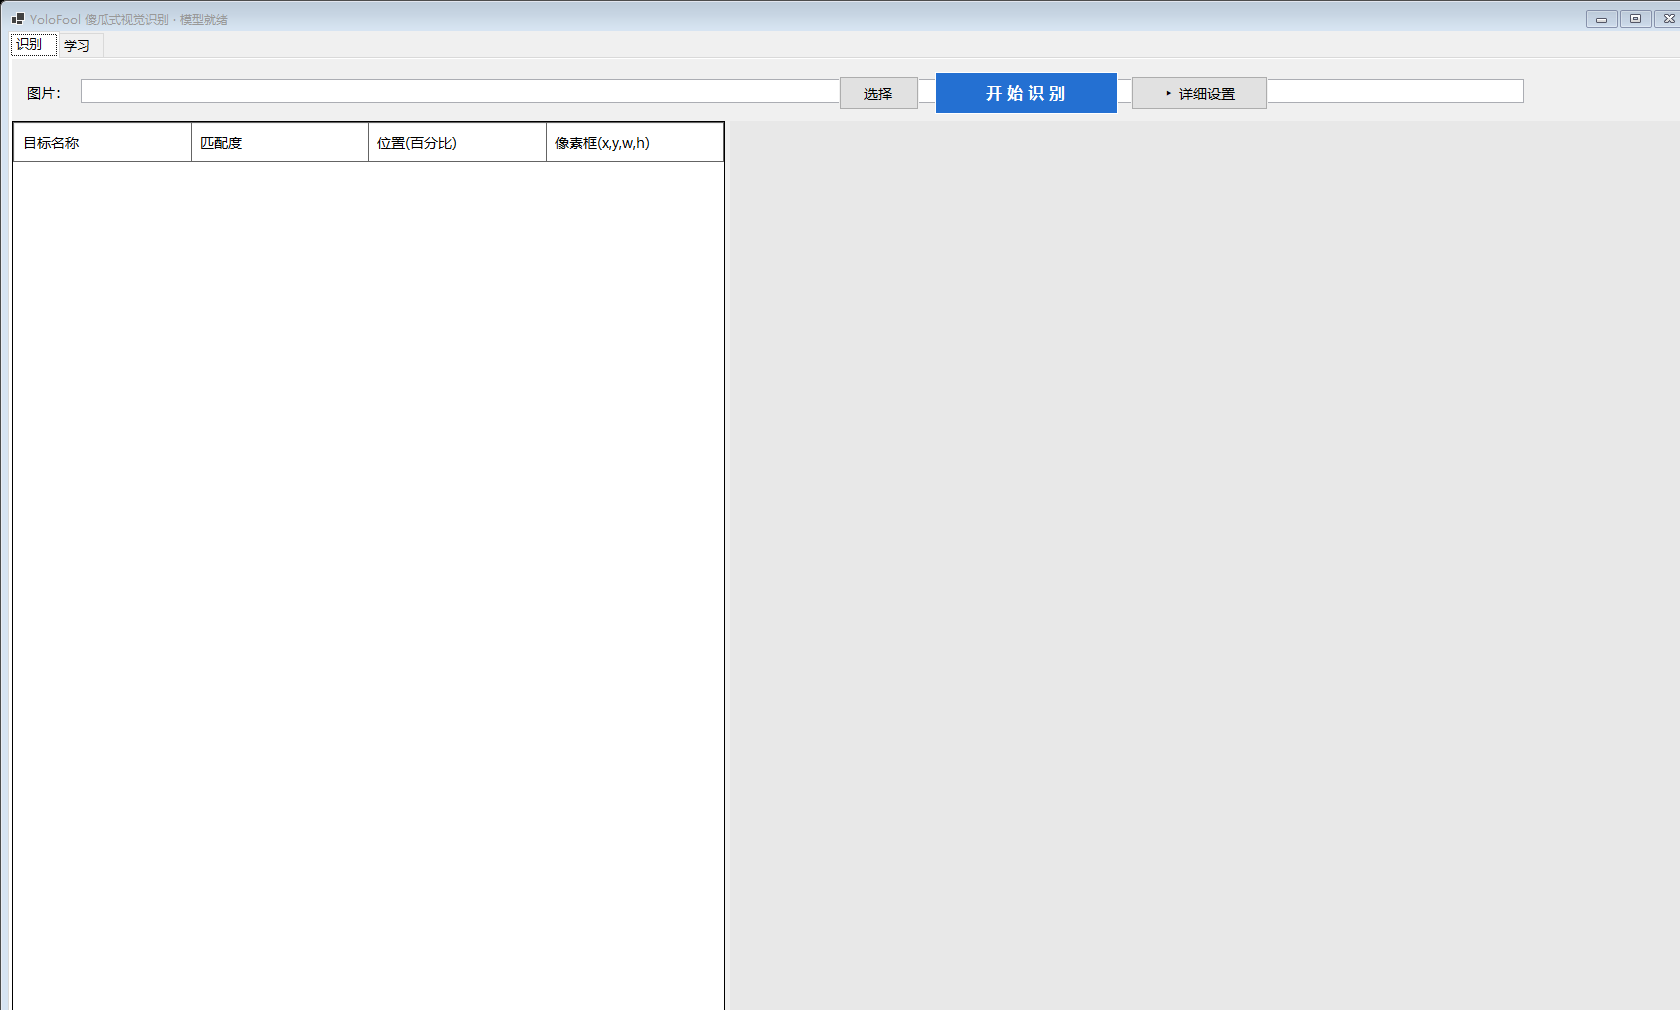 YoloFool 傻瓜式视觉识别 · 模型就绪
识别 学习
图片： 选择 开 始 识 别 ‣ 详细设置
目标名称 匹配度 位置(百分比) 像素框(x,y,w,h)